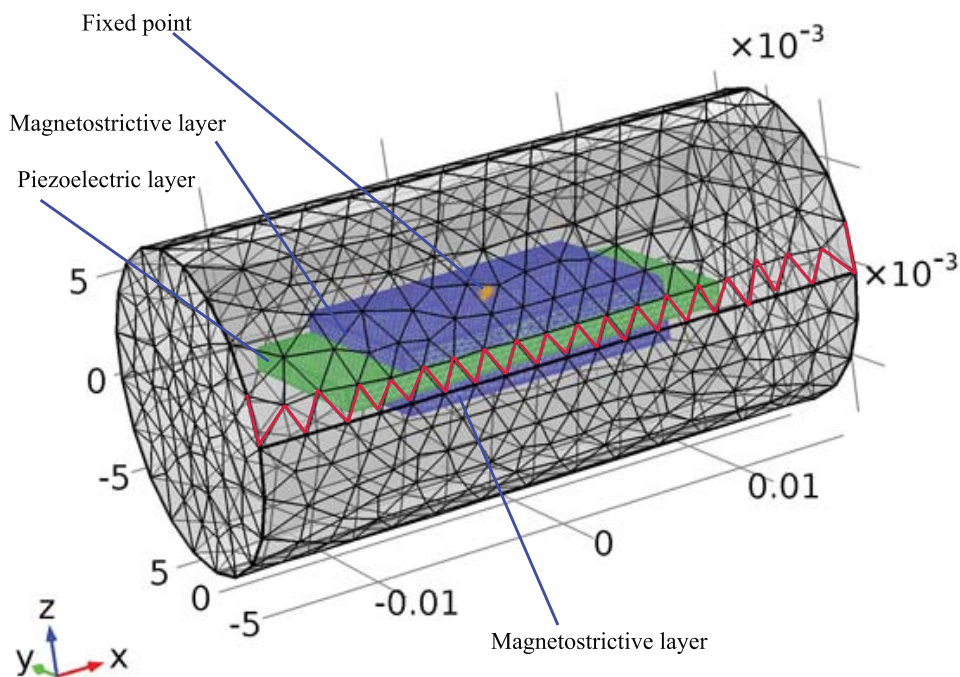 Fixed point
×10⁻³
Magnetostrictive layer
Piezoelectric layer
5
×10⁻³
0
-5
0.01
5
0
0
-0.01
-5
z
y
x
Magnetostrictive layer